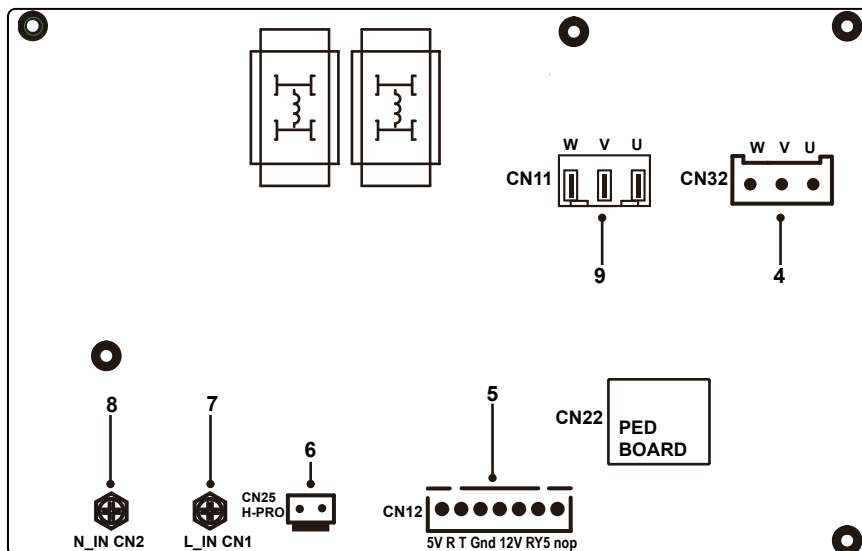 W V U
CN11
9
W V U
CN32
4
8
7
6
5
CN22
PED
BOARD
CN25
H-PRO
CN12
N_IN CN2
L_IN CN1
5V R T Gnd 12V RY5 nop